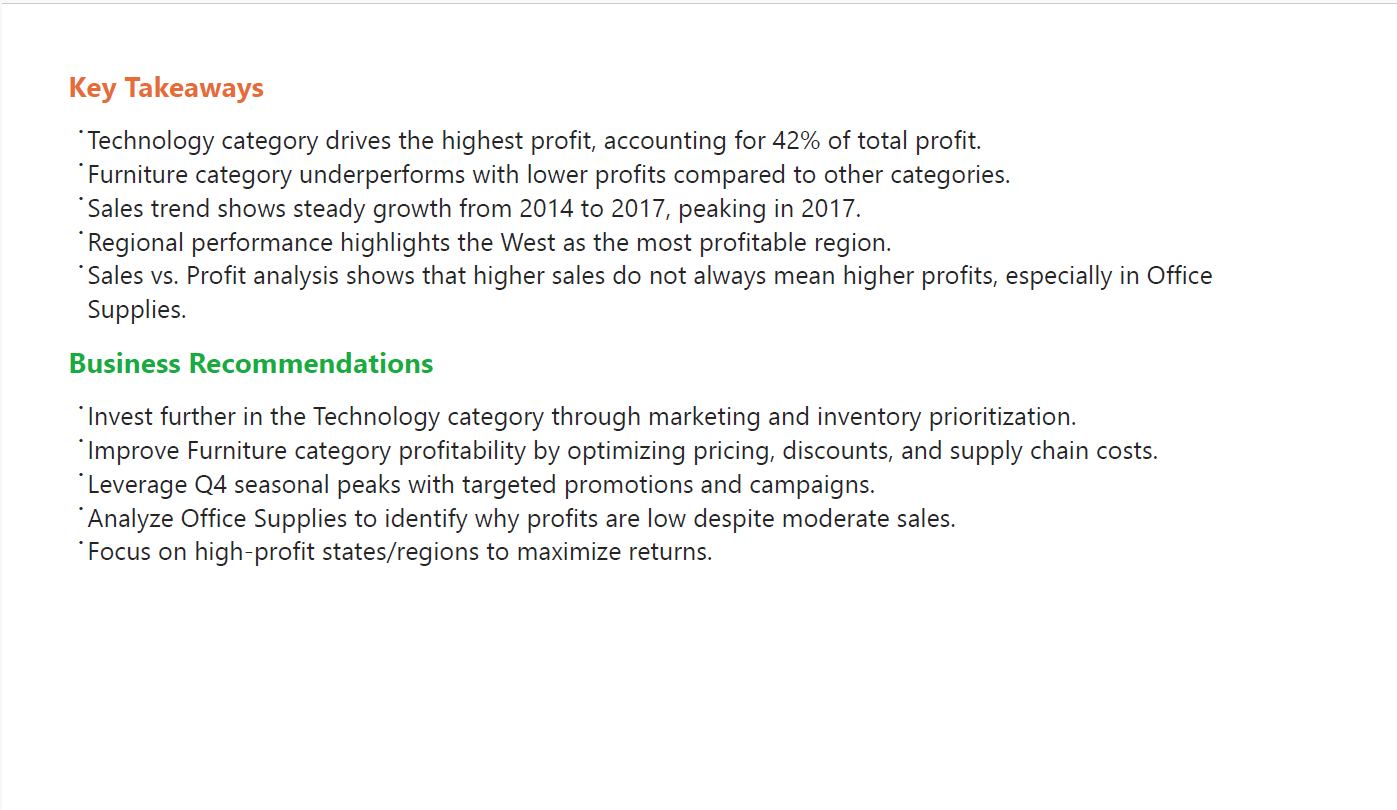 Key Takeaways
Technology category drives the highest profit, accounting for 42% of total profit.
Furniture category underperforms with lower profits compared to other categories.
Sales trend shows steady growth from 2014 to 2017, peaking in 2017.
Regional performance highlights the West as the most profitable region.
Sales vs. Profit analysis shows that higher sales do not always mean higher profits, especially in Office
Supplies.
Business Recommendations
Invest further in the Technology category through marketing and inventory prioritization.
Improve Furniture category profitability by optimizing pricing, discounts, and supply chain costs.
Leverage Q4 seasonal peaks with targeted promotions and campaigns.
Analyze Office Supplies to identify why profits are low despite moderate sales.
Focus on high-profit states/regions to maximize returns.